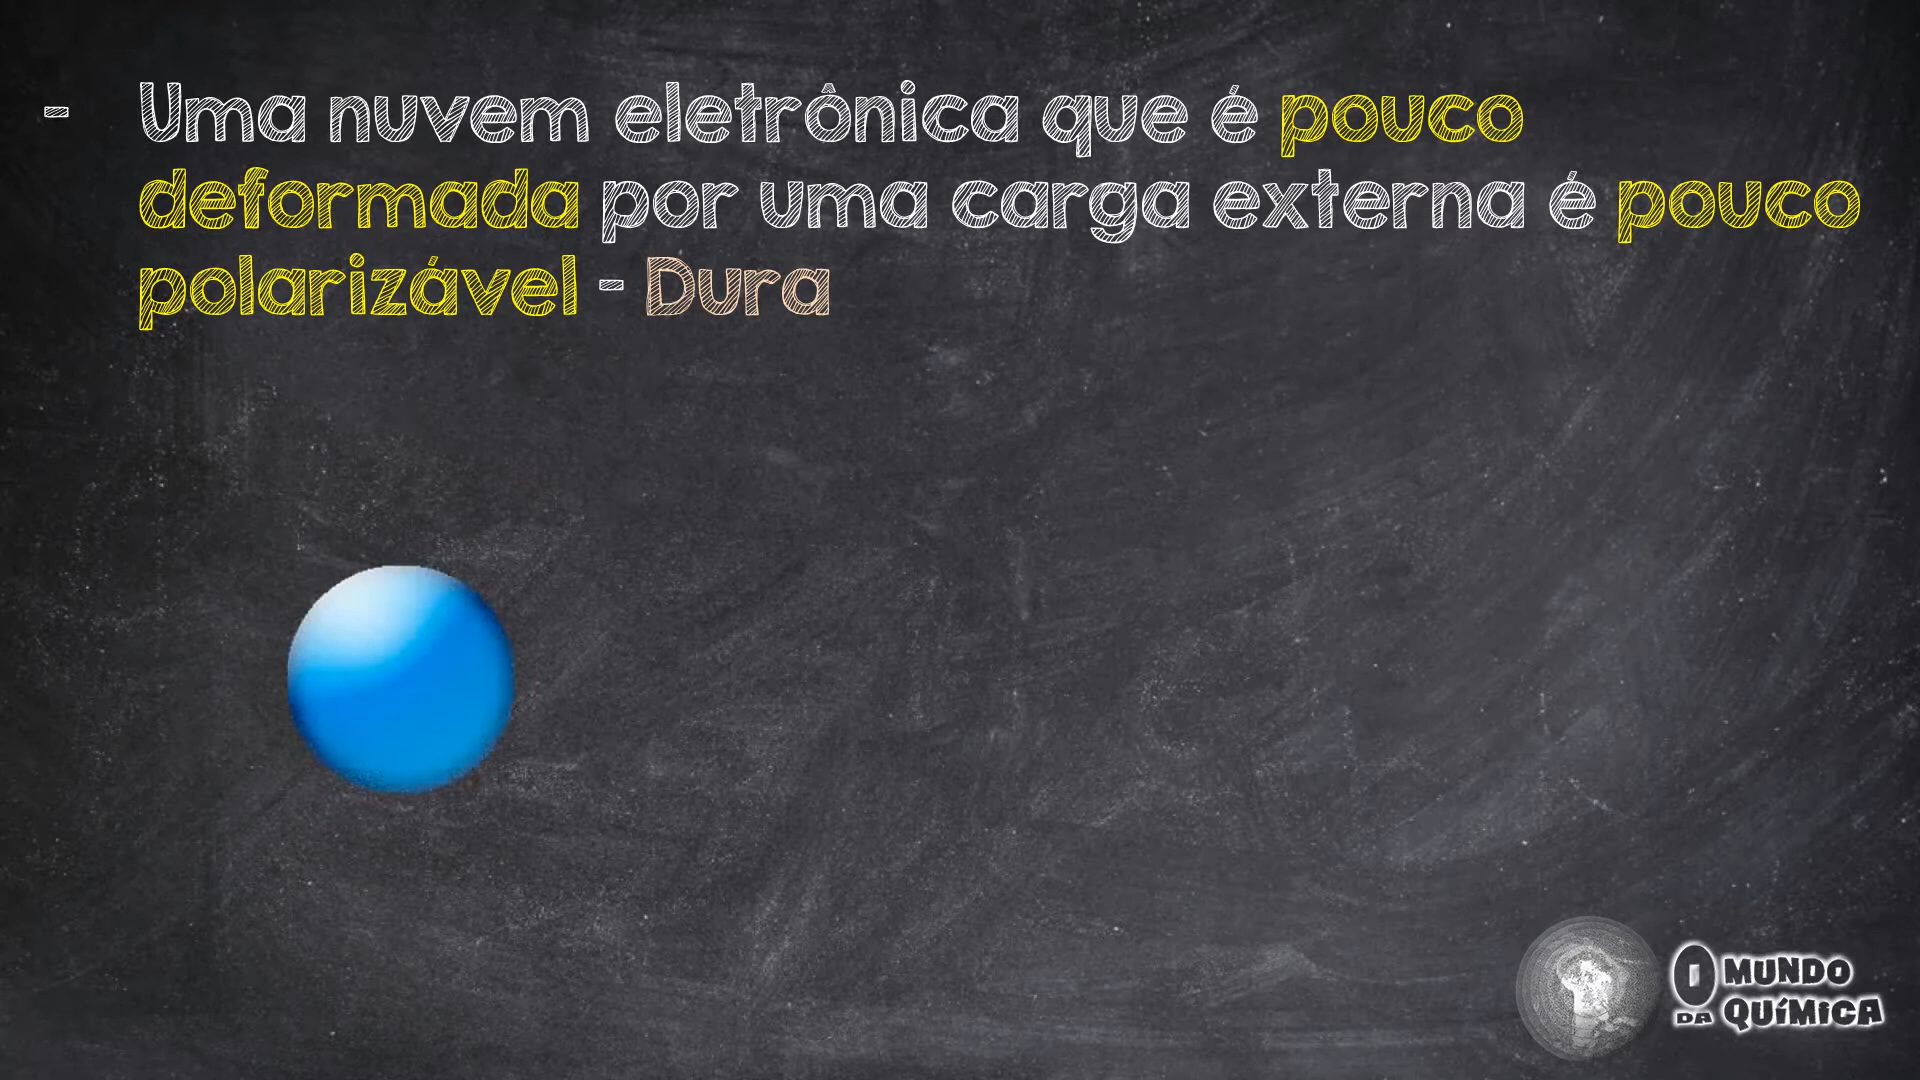 - Uma nuvem eletrônica que é pouco
deformada por uma carga externa é pouco
polarizável - Dura
O MUNDO
DA QUÍMICA